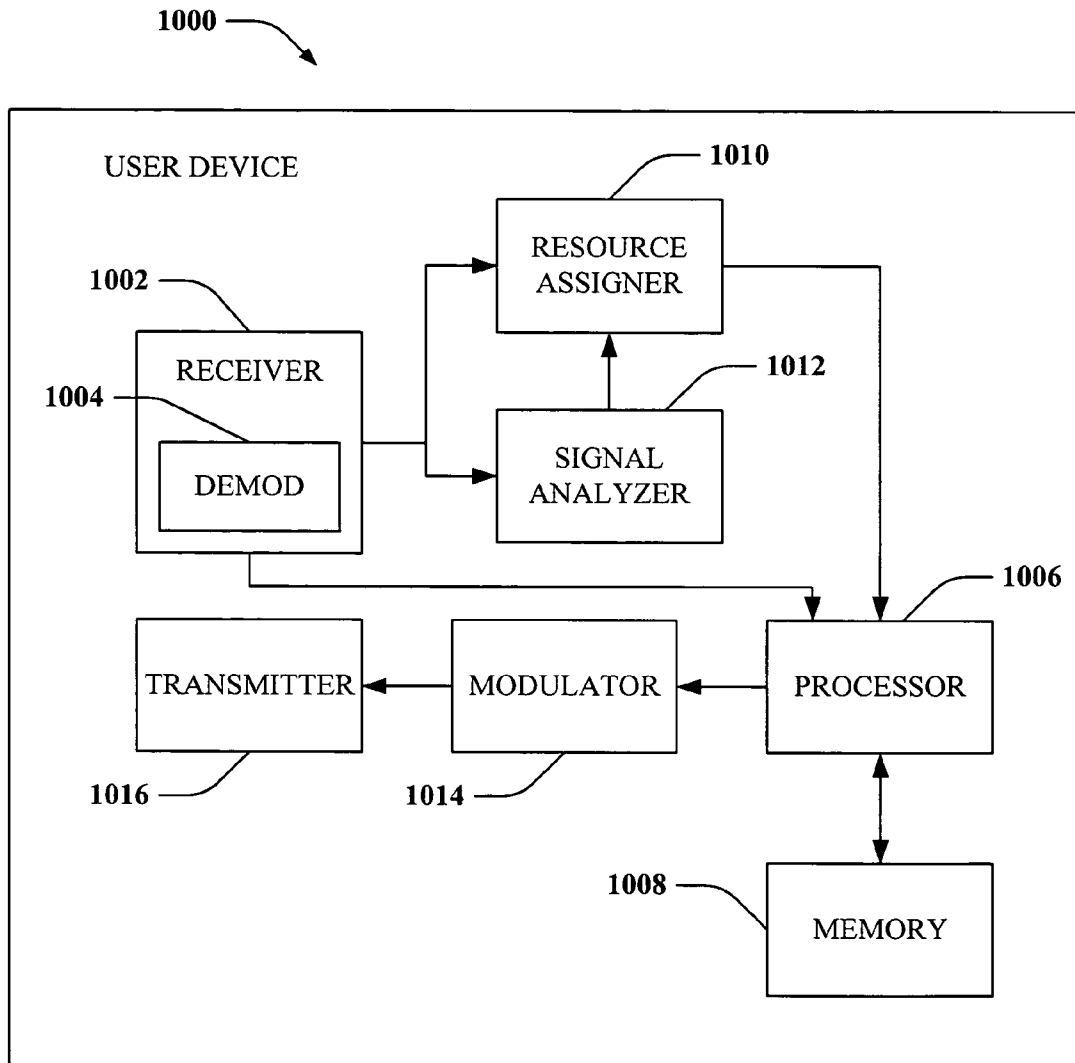 1000
USER DEVICE
1010
RESOURCE
ASSIGNER
1002
RECEIVER
1012
1004
SIGNAL
ANALYZER
DEMOD
1006
TRANSMITTER
MODULATOR
PROCESSOR
1016
1014
1008
MEMORY